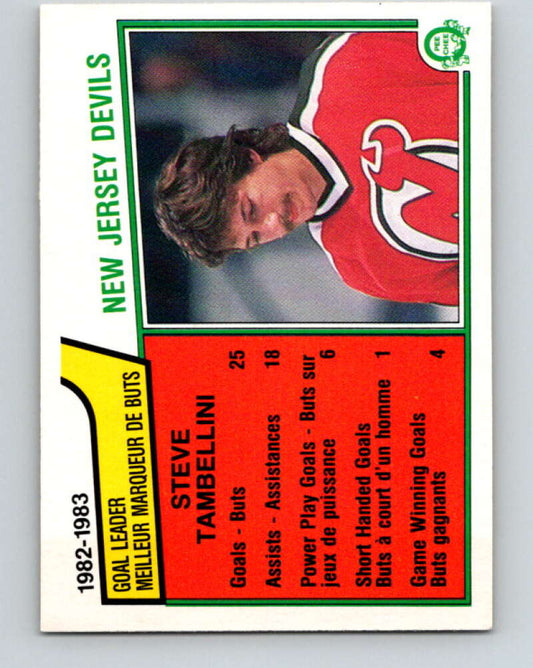 1982-1983
GOAL LEADER
MEILLEUR MARQUEUR DE BUTS
NEW JERSEY DEVILS
STEVE
TAMBELLINI
Goals - Buts 25
Assists - Assistances 18
Power Play Goals - Buts sur
jeux de puissance 6
Short Handed Goals
Buts à court d'un homme 1
Game Winning Goals
Buts gagnants 4
O
PEE
CHEE